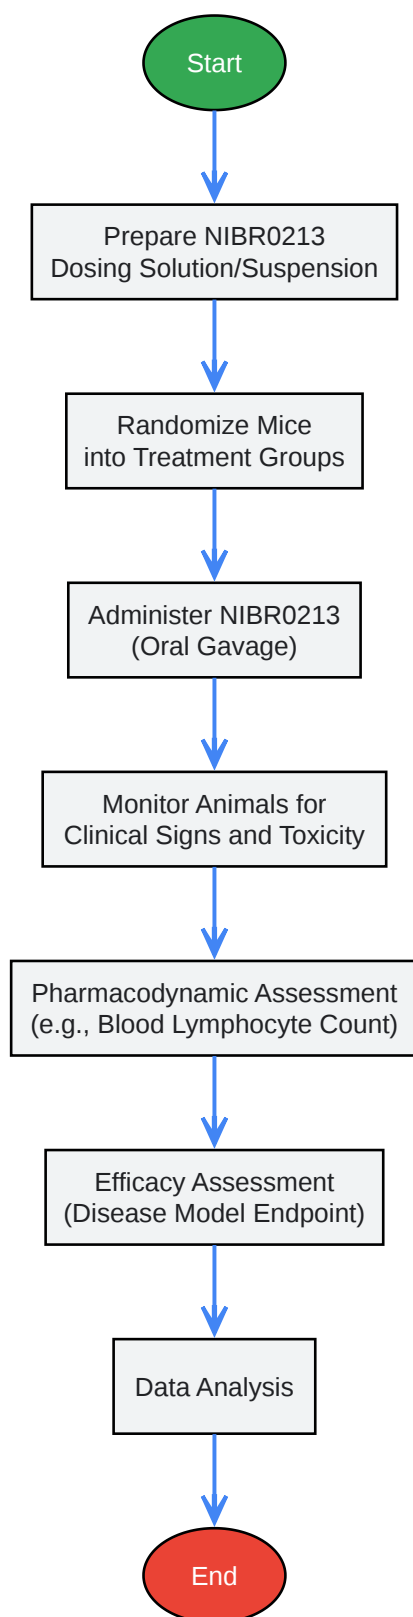 Start
Prepare NIBR0213
Dosing Solution/Suspension
Randomize Mice
into Treatment Groups
Administer NIBR0213
(Oral Gavage)
Monitor Animals for
Clinical Signs and Toxicity
Pharmacodynamic Assessment
(e.g., Blood Lymphocyte Count)
Efficacy Assessment
(Disease Model Endpoint)
Data Analysis
End